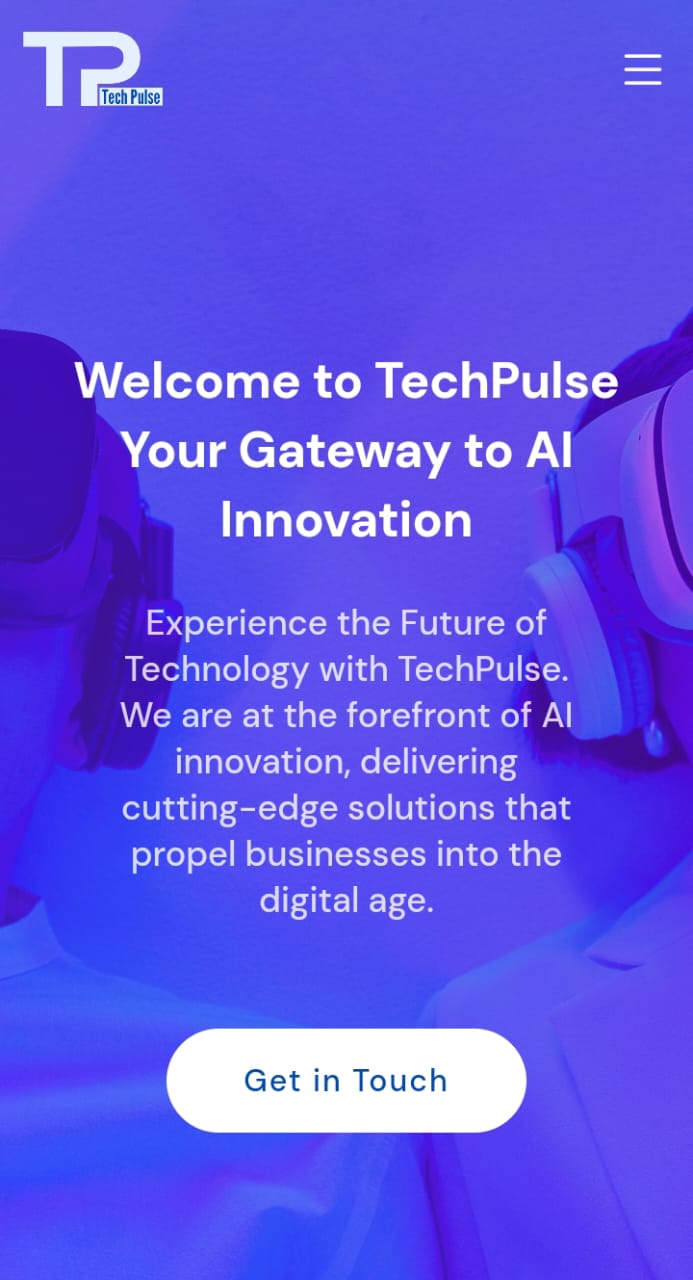 TP
Tech Pulse
Welcome to TechPulse
Your Gateway to AI
Innovation
Experience the Future of
Technology with TechPulse.
We are at the forefront of AI
innovation, delivering
cutting-edge solutions that
propel businesses into the
digital age.
Get in Touch